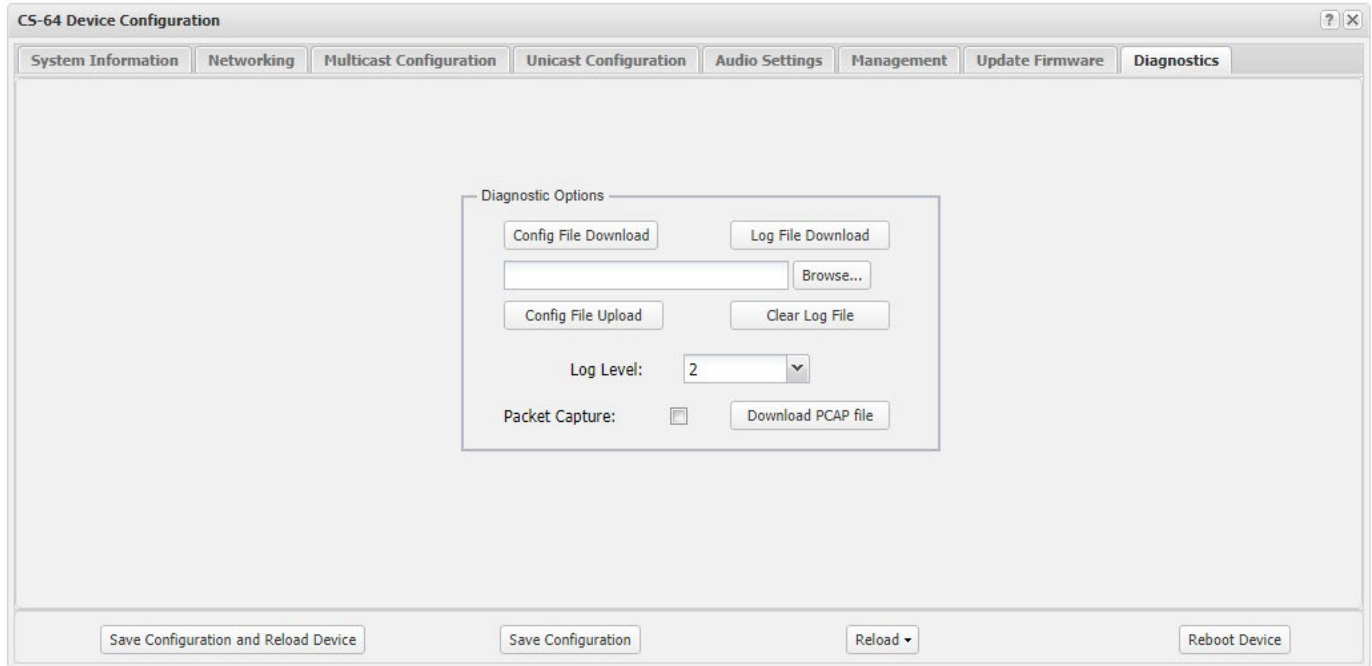 CS-64 Device Configuration ? X
System Information Networking Multicast Configuration Unicast Configuration Audio Settings Management Update Firmware Diagnostics
Diagnostic Options
Config File Download Log File Download
Browse...
Config File Upload Clear Log File
Log Level: 2
Packet Capture: Download PCAP file
Save Configuration and Reload Device Save Configuration Reload Reboot Device